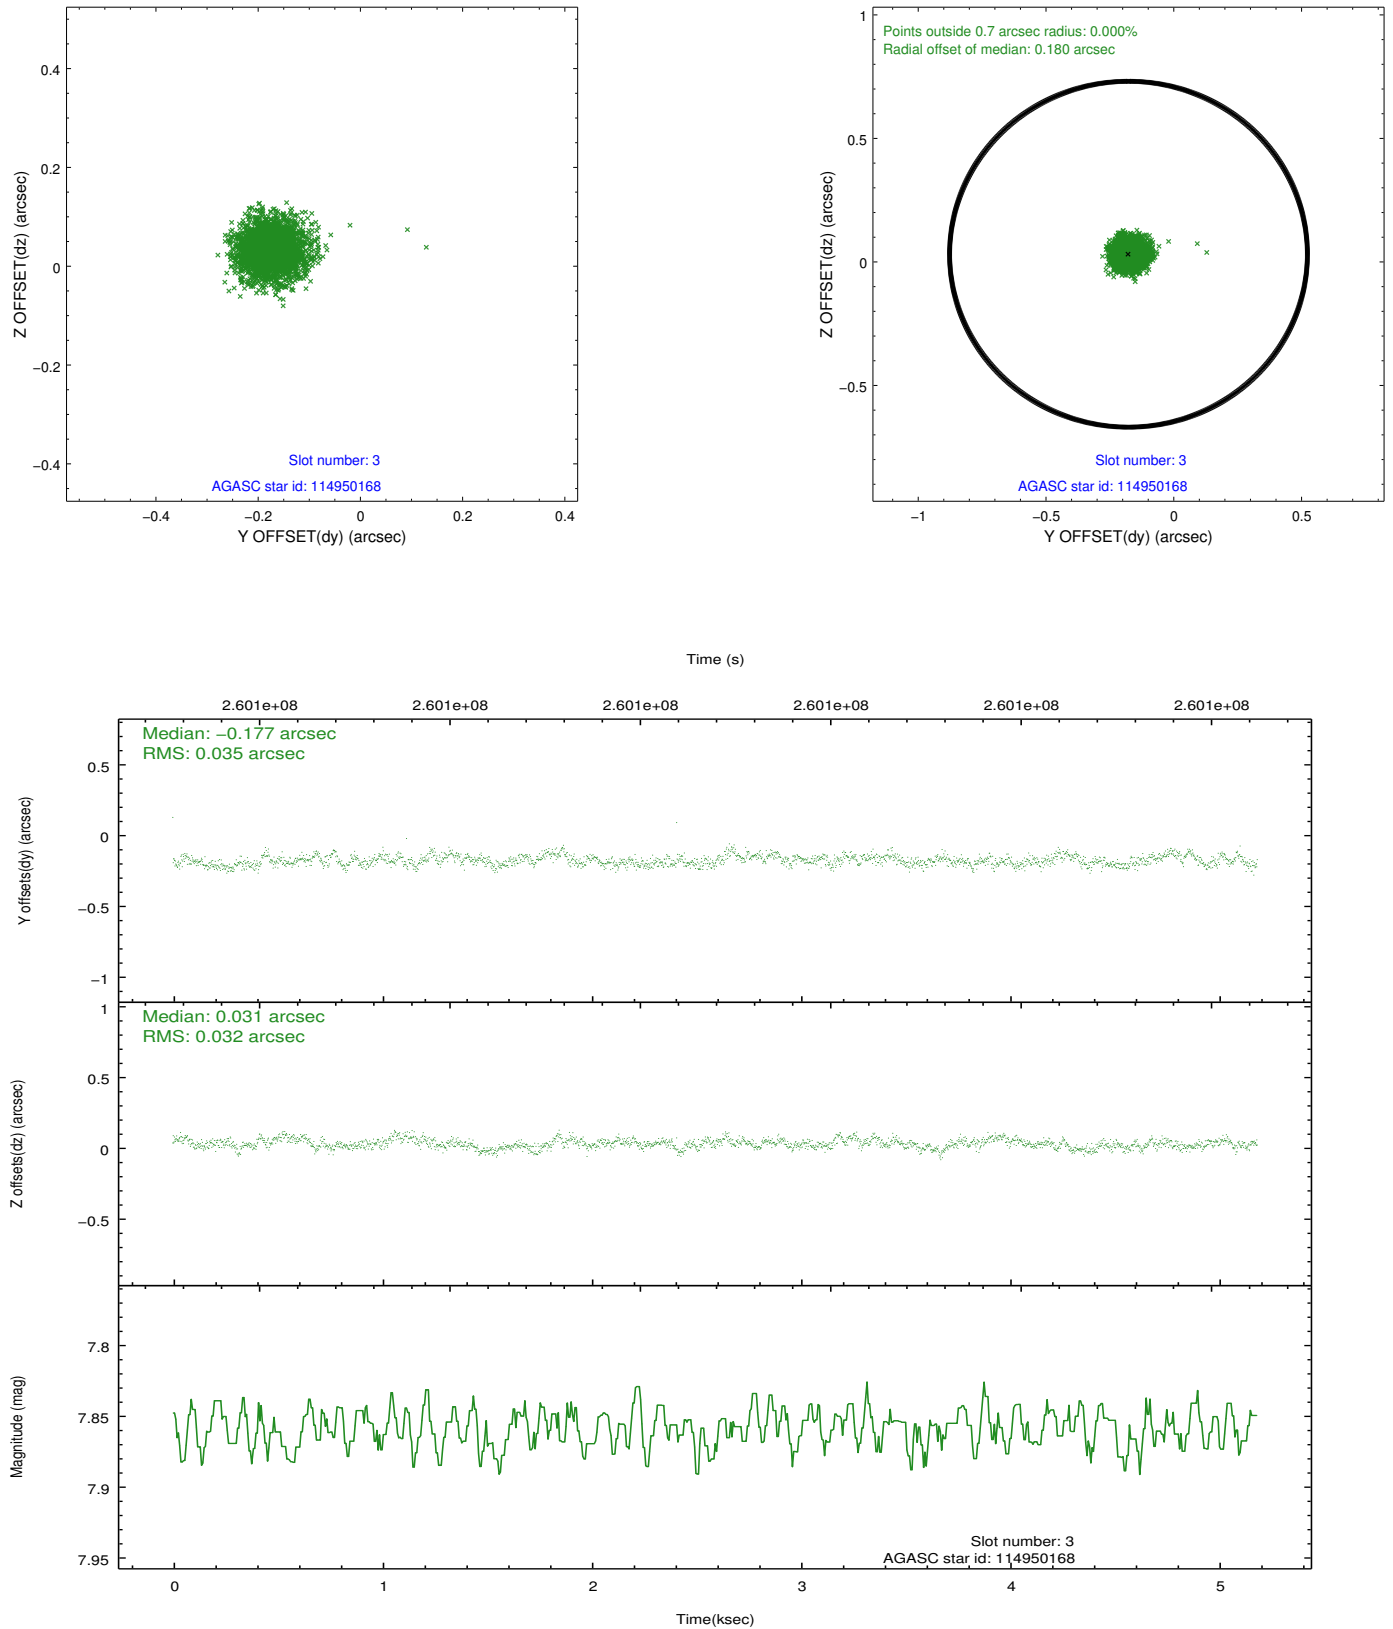 0.4
0.2
0
−0.2
−0.4
Z OFFSET(dz) (arcsec)
Slot number: 3
AGASC star id: 114950168
−0.4 −0.2 0 0.2 0.4
Y OFFSET(dy) (arcsec)
Points outside 0.7 arcsec radius: 0.000%
Radial offset of median: 0.180 arcsec
1
0.5
0
−0.5
Z OFFSET(dz) (arcsec)
Slot number: 3
AGASC star id: 114950168
−1 −0.5 0 0.5
Y OFFSET(dy) (arcsec)
Time (s)
2.601e+08 2.601e+08 2.601e+08 2.601e+08 2.601e+08 2.601e+08
Median: −0.177 arcsec
RMS: 0.035 arcsec
0.5
0
−0.5
−1
Y offsets(dy) (arcsec)
Median: 0.031 arcsec
RMS: 0.032 arcsec
1
0.5
0
−0.5
Z offsets(dz) (arcsec)
7.8
7.85
7.9
7.95
Magnitude (mag)
Slot number: 3
AGASC star id: 114950168
0 1 2 3 4 5
Time(ksec)